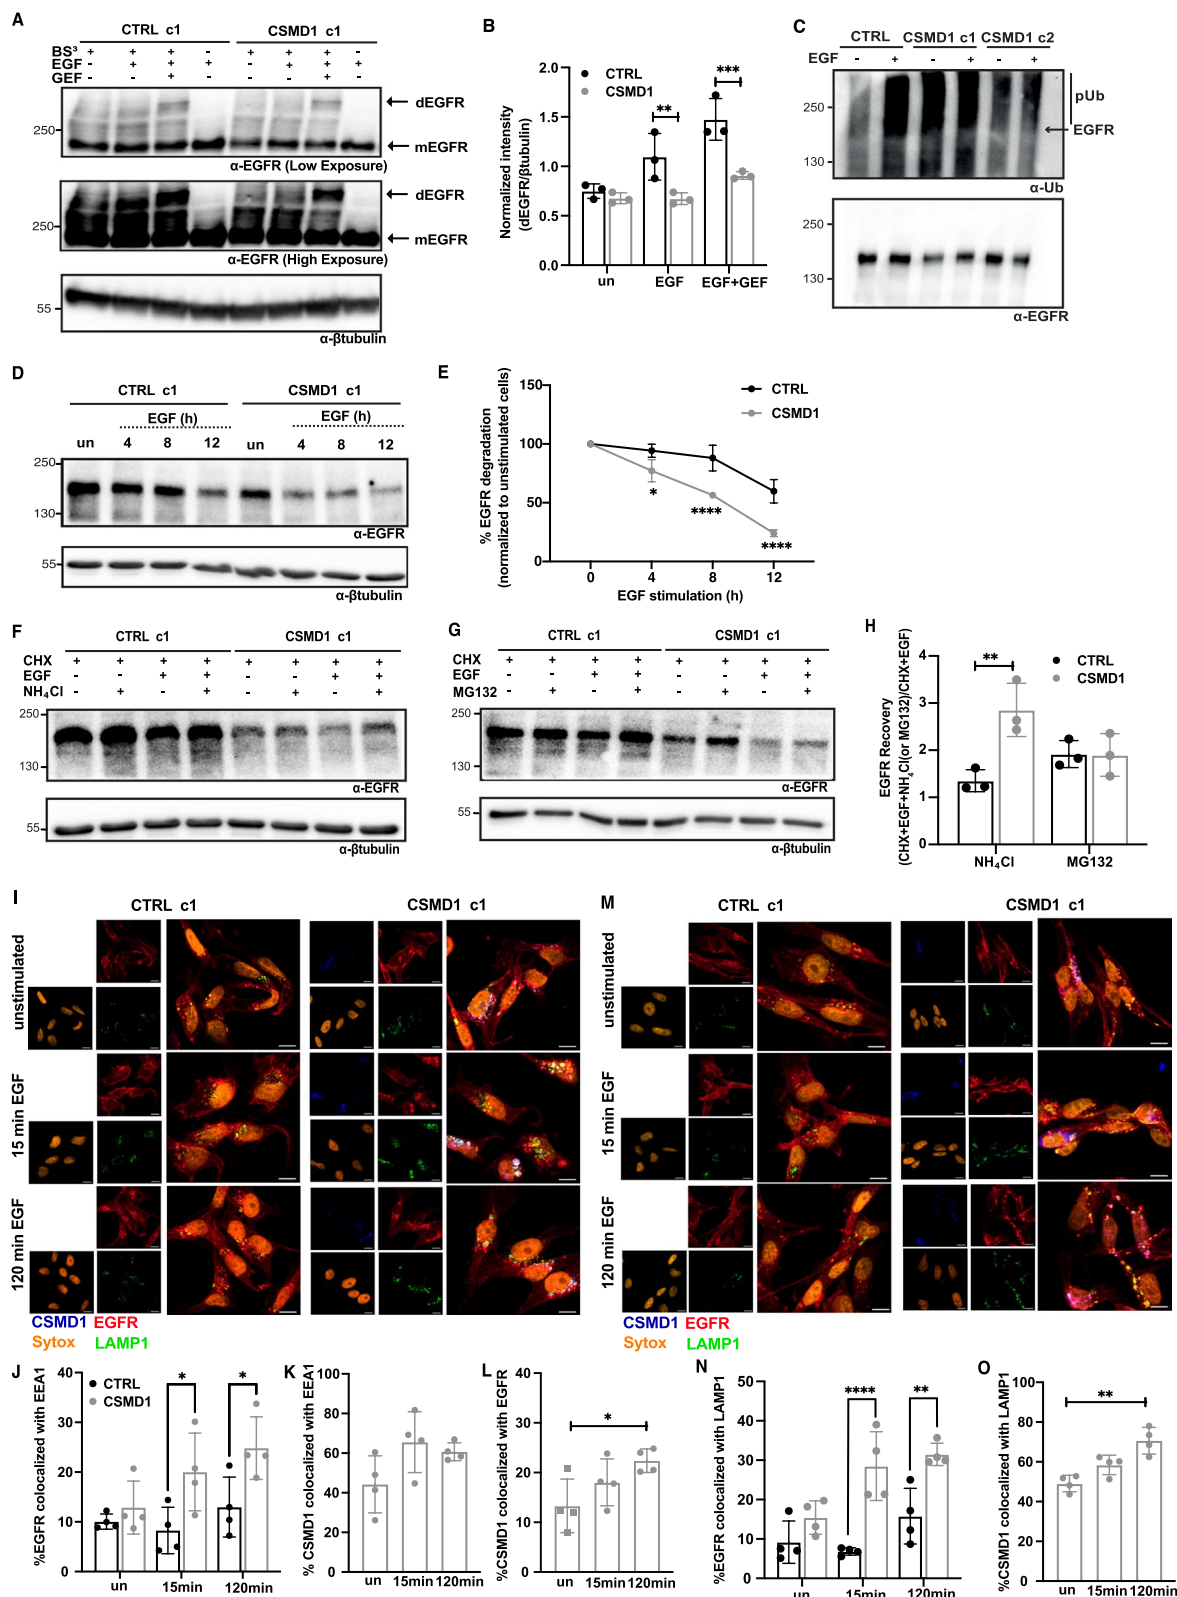 A
CTRL c1
CSMD1 c1
BS³ + + + - + + + -
EGF - + + + - + + +
GEF - - + - - - + -
dEGFR
250
mEGFR
α-EGFR (Low Exposure)
dEGFR
250
mEGFR
α-EGFR (High Exposure)
55
α-βtubulin
B
CTRL
CSMD1
Normalized intensity
(dEGFR/βtubulin)
2.0
1.5
1.0
0.5
0.0
** ***
un EGF EGF+GEF
C
CTRL CSMD1 c1 CSMD1 c2
EGF - + - + - +
250
130
pUb
EGFR
α-Ub
250
130
α-EGFR
D
CTRL c1 CSMD1 c1
EGF (h) EGF (h)
un 4 8 12 un 4 8 12
250
130
α-EGFR
55
α-βtubulin
E
CTRL
CSMD1
% EGFR degradation
(normalized to unstimulated cells)
150
100
50
0
* **** ****
0 4 8 12
EGF stimulation (h)
F
CTRL c1 CSMD1 c1
CHX + + + + + + + +
EGF - - + + - - + +
NH₄Cl - + - + - + - +
250
130
α-EGFR
55
α-βtubulin
G
CTRL c1 CSMD1 c1
CHX + + + + + + + +
EGF - - + + - - + +
MG132 - + - + - + - +
250
130
α-EGFR
55
α-βtubulin
H
EGFR Recovery
(CHX+EGF+NH₄Cl(or MG132)/CHX+EGF)
CTRL
CSMD1
**
4
3
2
1
0
NH₄Cl MG132
I
CTRL c1 CSMD1 c1
unstimulated
15 min EGF
120 min EGF
CSMD1 EGFR
Sytox LAMP1
M
CTRL c1 CSMD1 c1
unstimulated
15 min EGF
120 min EGF
CSMD1 EGFR
Sytox LAMP1
J
%EGFR colocalized with EEA1
40
30
20
10
0
CTRL
CSMD1
* *
un 15min 120min
K
% CSMD1 colocalized with EEA1
100
80
60
40
20
0
un 15min 120min
L
%CSMD1 colocalized with EGFR
50
40
30
20
10
0
*
un 15min 120min
N
%EGFR colocalized with LAMP1
50
40
30
20
10
0
**** **
un 15min 120min
O
%CSMD1 colocalized with LAMP1
100
80
60
40
20
0
**
un 15min 120min